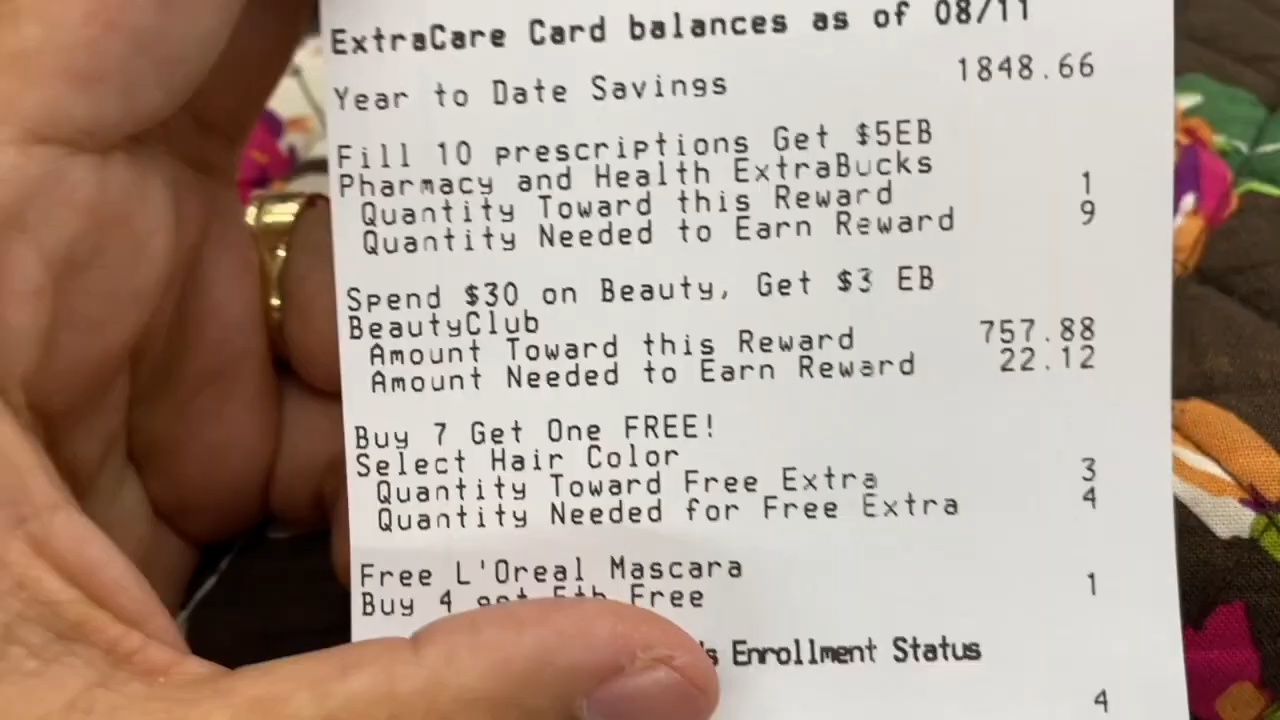 ExtraCare Card balances as of 08/11
Year to Date Savings 1848.66
Fill 10 prescriptions Get $5EB
Pharmacy and Health ExtraBucks
Quantity Toward this Reward 1
Quantity Needed to Earn Reward 9
Spend $30 on Beauty, Get $3 EB
BeautyClub
Amount Toward this Reward 757.88
Amount Needed to Earn Reward 22.12
Buy 7 Get One FREE!
Select Hair Color
Quantity Toward Free Extra 3
Quantity Needed for Free Extra 4
Free L'Oreal Mascara
Buy 4 get 5th Free 1
's Enrollment Status
4